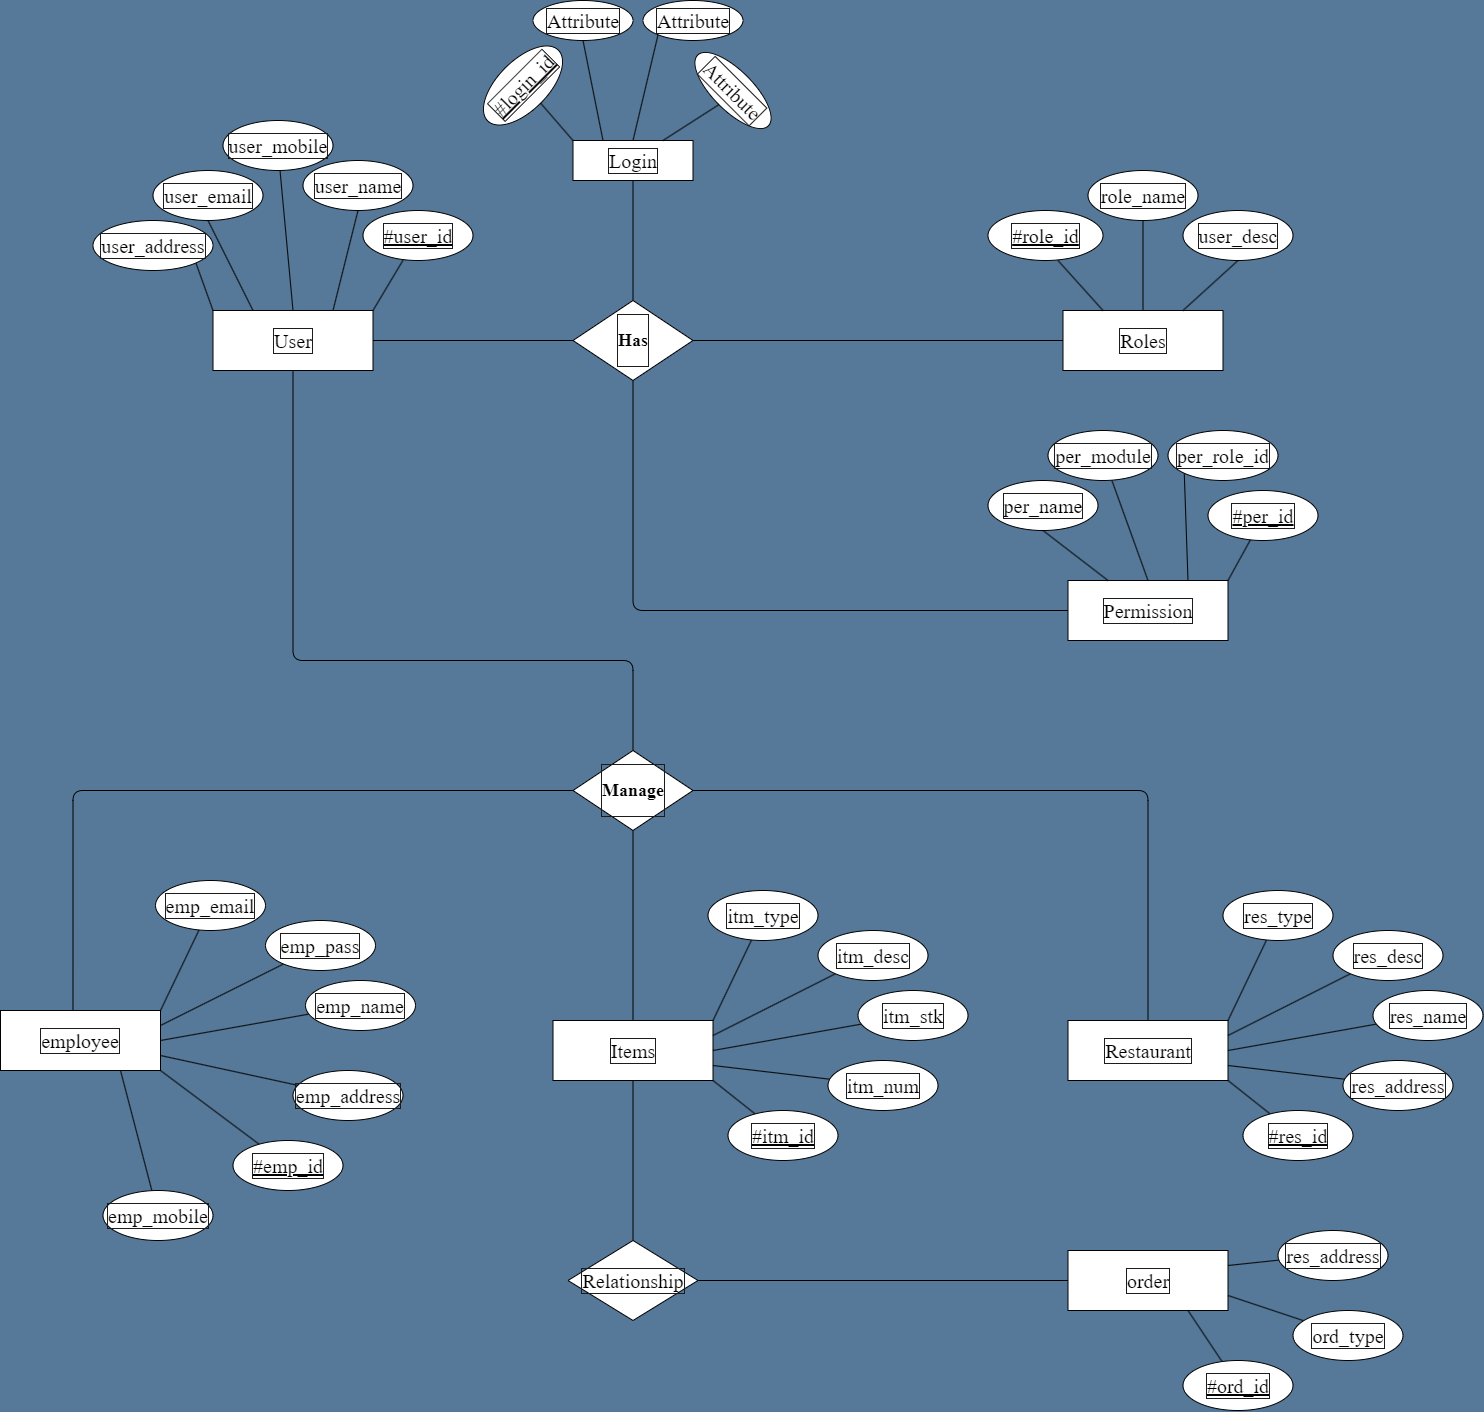 Attribute
Attribute
#login_id
Attribute
Login
user_mobile
user_name
user_email
#user_id
user_address
User
Has
role_name
#role_id
user_desc
Roles
per_module
per_role_id
per_name
#per_id
Permission
Manage
emp_email
emp_pass
emp_name
employee
emp_address
#emp_id
emp_mobile
itm_type
itm_desc
itm_stk
Items
itm_num
#itm_id
res_type
res_desc
res_name
Restaurant
res_address
#res_id
Relationship
order
res_address
ord_type
#ord_id